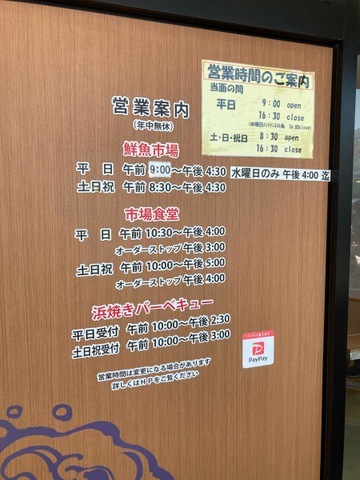 営業時間のご案内
当面の間
平日 9:00 open
16:30 close
土・日・祝日 8:30 open
16:30 close
営業案内
(年中無休)
鮮魚市場
平 日 午前 9:00~午後 4:30 水曜日のみ 午後 4:00 迄
土日祝 午前 8:30~午後 4:30
市場食堂
平 日 午前 10:30~午後 4:00
オーダーストップ 午後 3:00
土日祝 午前 10:00~午後 5:00
オーダーストップ 午後 4:00
浜焼きバーベキュー
平日受付 午前 10:00~午後 2:30
土日祝受付 午前 10:00~午後 3:00
営業時間は変更になる場合があります
詳しくはHPをご覧ください
PayPay